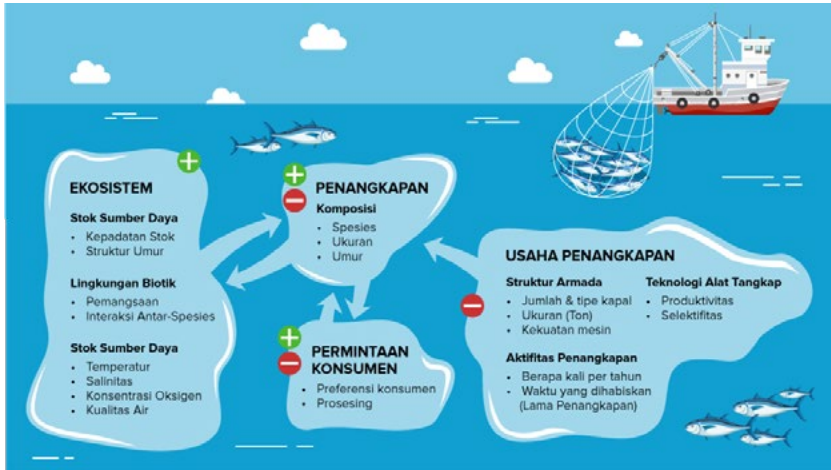 EKOSISTEM
Stok Sumber Daya
• Kepadatan Stok
• Struktur Umur
Lingkungan Biotik
• Pemangsaan
• Interaksi Antar-Spesies
Stok Sumber Daya
• Temperatur
• Salinitas
• Konsentrasi Oksigen
• Kualitas Air
PENANGKAPAN
Komposisi
• Spesies
• Ukuran
• Umur
PERMINTAAN
KONSUMEN
• Preferensi konsumen
• Prosesing
USAHA PENANGKAPAN
Struktur Armada
• Jumlah & tipe kapal
• Ukuran (Ton)
• Kekuatan mesin
Teknologi Alat Tangkap
• Produktivitas
• Selektifitas
Aktifitas Penangkapan
• Berapa kali per tahun
• Waktu yang dihabiskan
(Lama Penangkapan)